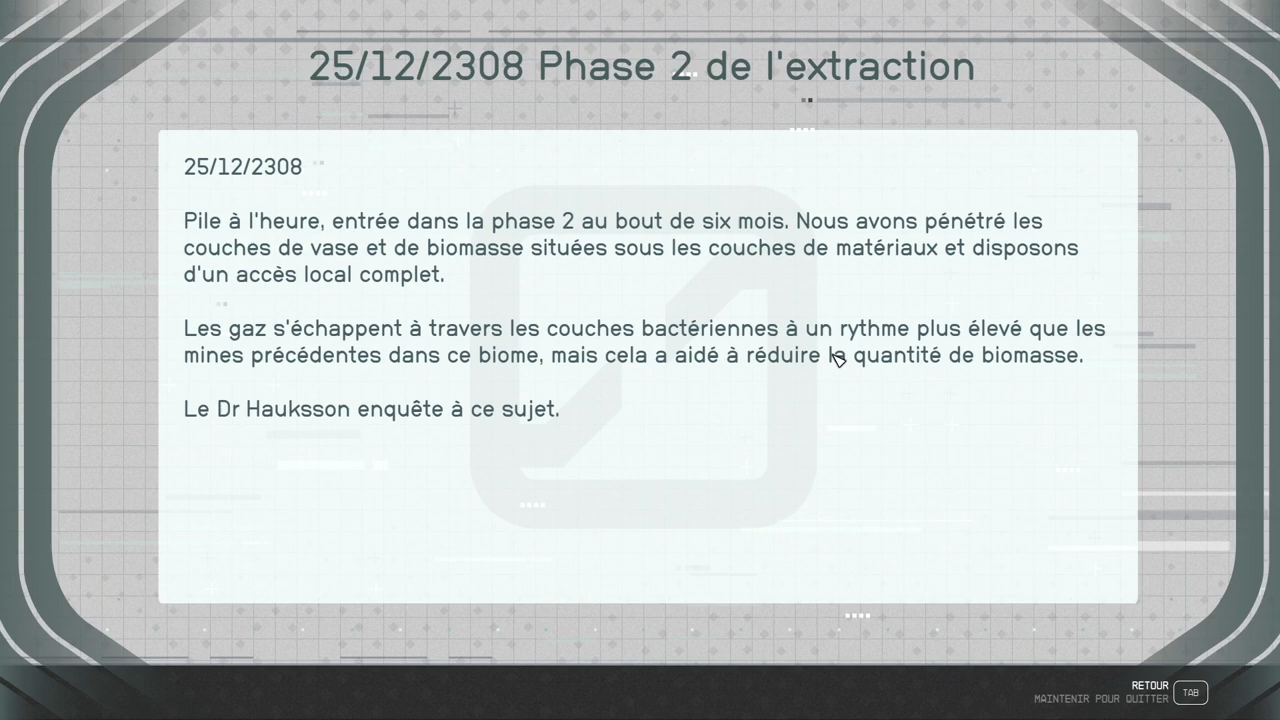 25/12/2308 Phase 2 de l'extraction
25/12/2308
Pile à l'heure, entrée dans la phase 2 au bout de six mois. Nous avons pénétré les
couches de vase et de biomasse situées sous les couches de matériaux et disposons
d'un accès local complet.
Les gaz s'échappent à travers les couches bactériennes à un rythme plus élevé que les
mines précédentes dans ce biome, mais cela a aidé à réduire la quantité de biomasse.
Le Dr Hauksson enquête à ce sujet.
RETOUR
MAINTENIR POUR QUITTER TAB